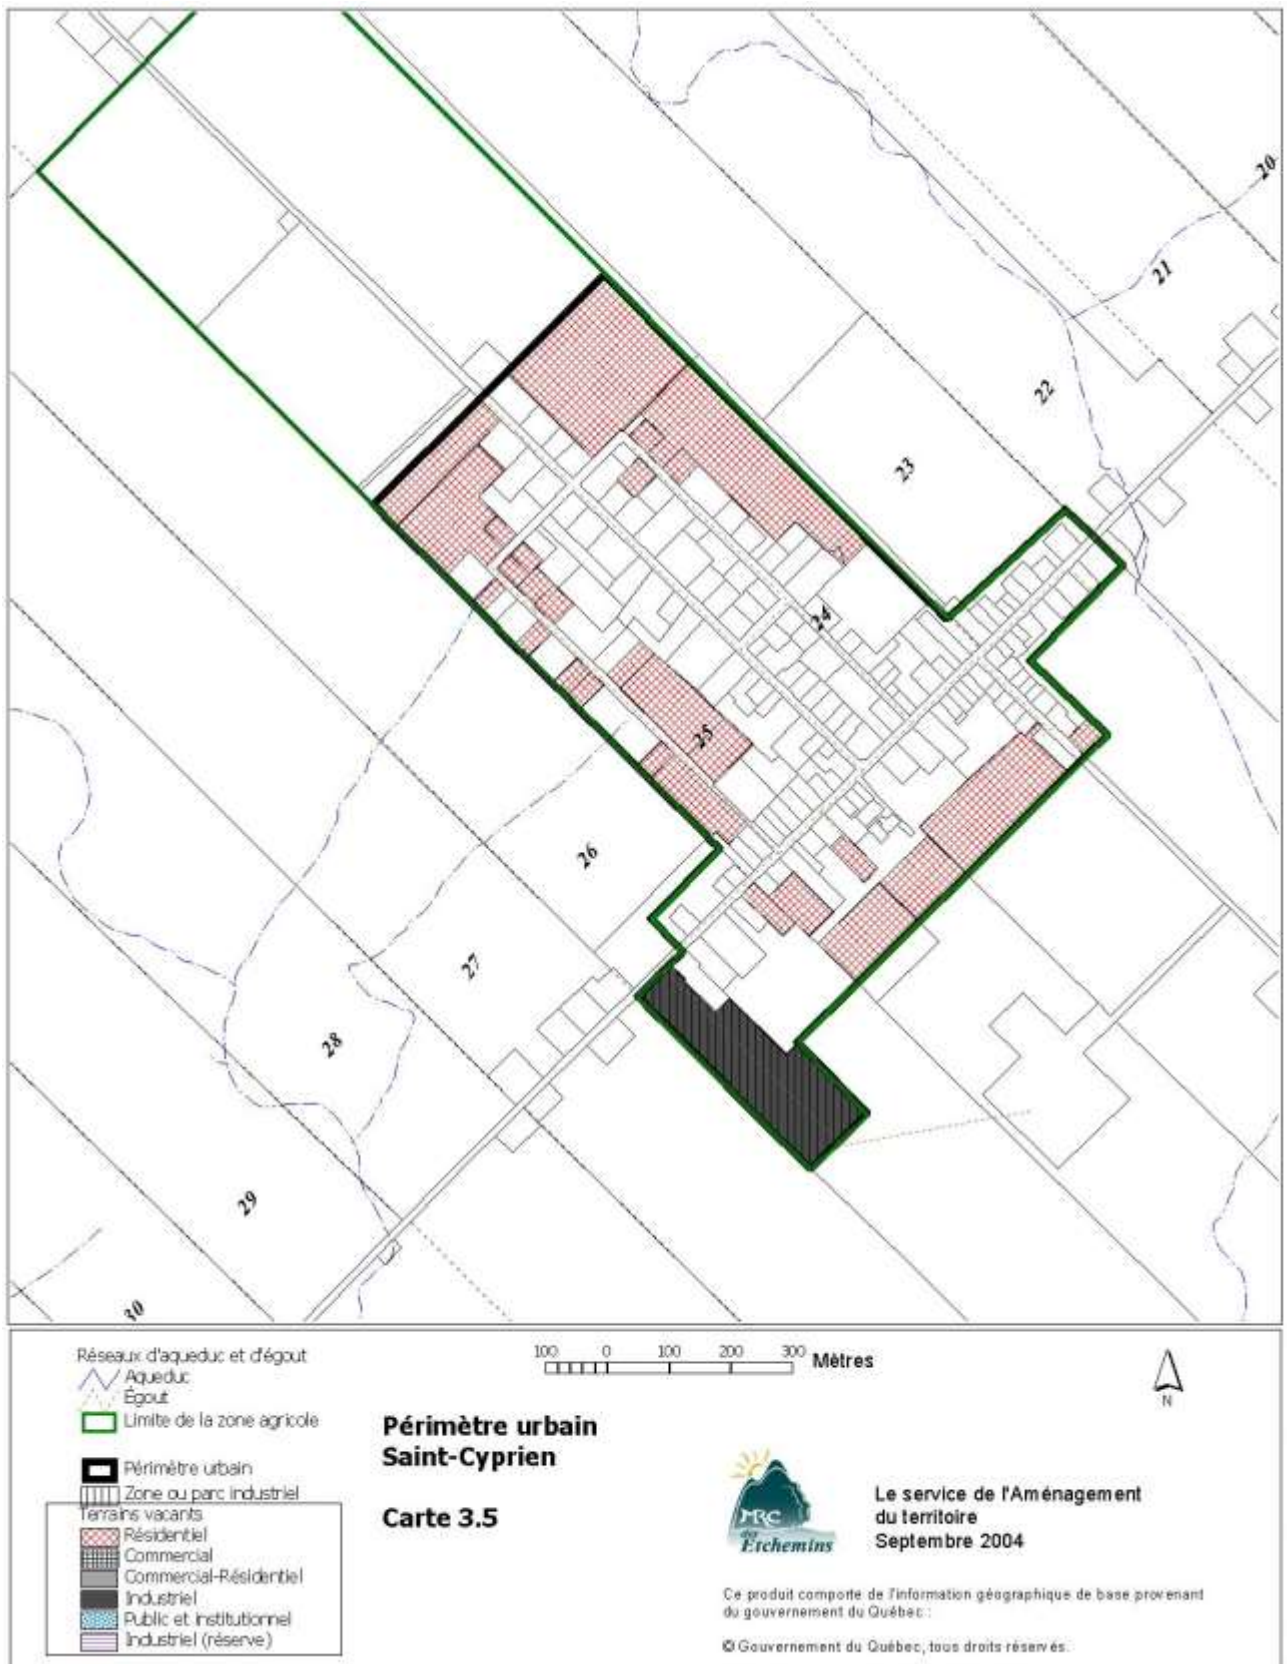 20
21
22
23
24
25
26
27
28
29
30
Réseaux d'aqueduc et d'égout
Aqueduc
Égout
Limite de la zone agricole
Périmètre urbain
Zone ou parc industriel
Terrains vacants
Résidentiel
Commercial
Commercial-Résidentiel
Industriel
Public et institutionnel
Industriel (réserve)
100 0 100 200 300 Mètres
Périmètre urbain
Saint-Cyprien
Carte 3.5
N
MRC
des
Etchemins
Le service de l'Aménagement
du territoire
Septembre 2004
Ce produit comporte de l'information géographique de base provenant
du gouvernement du Québec :
© Gouvernement du Québec, tous droits réservés.